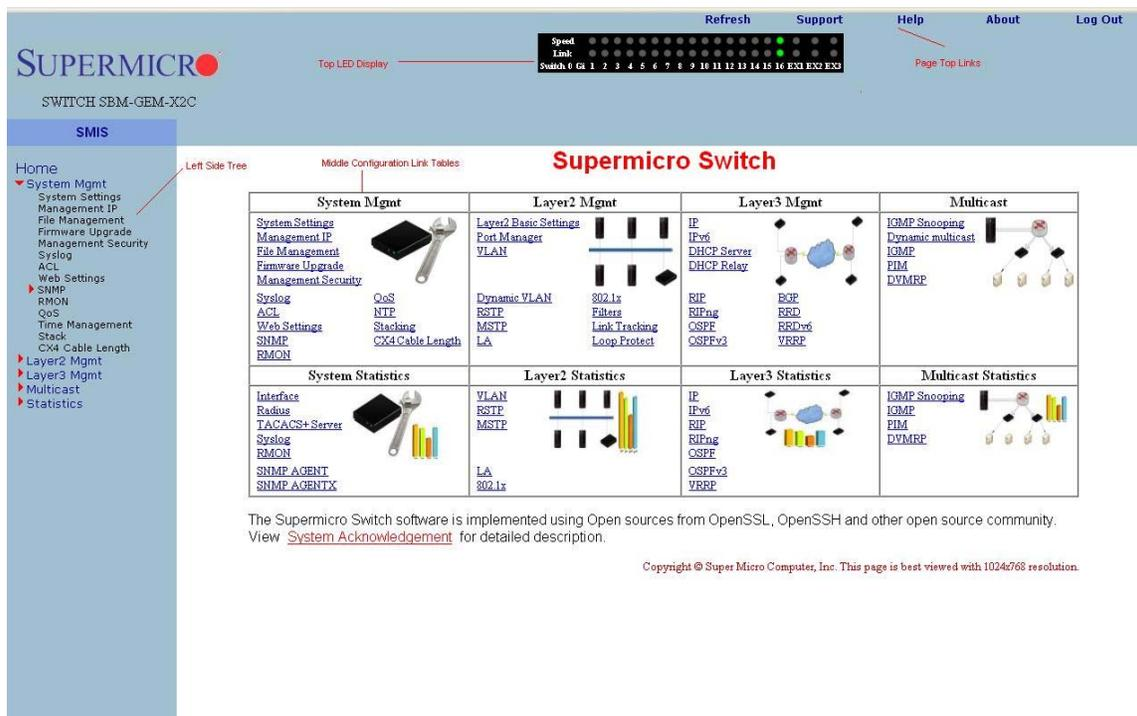 Refresh Support Help About Log Out
SUPERMICRO
SWITCH SBM-GEM-X2C
Top LED Display
Speed
Link
Switch 0 Gi 1 2 3 4 5 6 7 8 9 10 11 12 13 14 15 16 EX1 EX2 EX3
Page Top Links
SMIS
Home
System Mgmt
System Settings
Management IP
File Management
Firmware Upgrade
Management Security
Syslog
ACL
Web Settings
SNMP
RMON
QoS
Time Management
Stack
CX4 Cable Length
Layer2 Mgmt
Layer3 Mgmt
Multicast
Statistics
Left Side Tree
Middle Configuration Link Tables
Supermicro Switch
System Mgmt
System Settings
Management IP
File Management
Firmware Upgrade
Management Security
Syslog QoS
ACL NTP
Web Settings Stacking
SNMP CX4 Cable Length
RMON
Layer2 Mgmt
Layer2 Basic Settings
Port Manager
VLAN
Dynamic VLAN 802.1x
RSTP Filters
MSTP Link Tracking
LA Loop Protect
Layer3 Mgmt
IP
IPv6
DHCP Server
DHCP Relay
RIP BGP
RIPng RRD
OSPF RRDv6
OSPFv3 VRRP
Multicast
IGMP Snooping
Dynamic multicast
IGMP
PIM
DVMRP
System Statistics
Interface
Radius
TACACS+ Server
Syslog
RMON
SNMP AGENT
SNMP AGENTX
Layer2 Statistics
VLAN
RSTP
MSTP
LA
802.1x
Layer3 Statistics
IP
IPv6
RIP
RIPng
OSPF
OSPFv3
VRRP
Multicast Statistics
IGMP Snooping
IGMP
PIM
DVMRP
The Supermicro Switch software is implemented using Open sources from OpenSSL, OpenSSH and other open source community.
View System Acknowledgement for detailed description.
Copyright © Super Micro Computer, Inc. This page is best viewed with 1024x768 resolution.